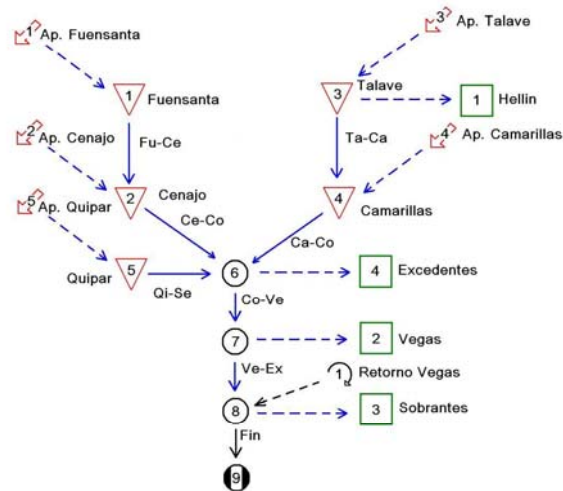 1 Ap. Fuensanta
3 Ap. Talave
1 Fuensanta
3 Talave
1 Hellin
2 Ap. Cenajo
Fu-Ce
Ta-Ca
4 Ap. Camarillas
2 Cenajo
4 Camarillas
5 Ap. Quipar
Ce-Co
Ca-Co
Quipar 5
Qi-Se
6
4 Excedentes
Co-Ve
7
2 Vegas
Ve-Ex
1 Retorno Vegas
8
3 Sobrantes
Fin
9